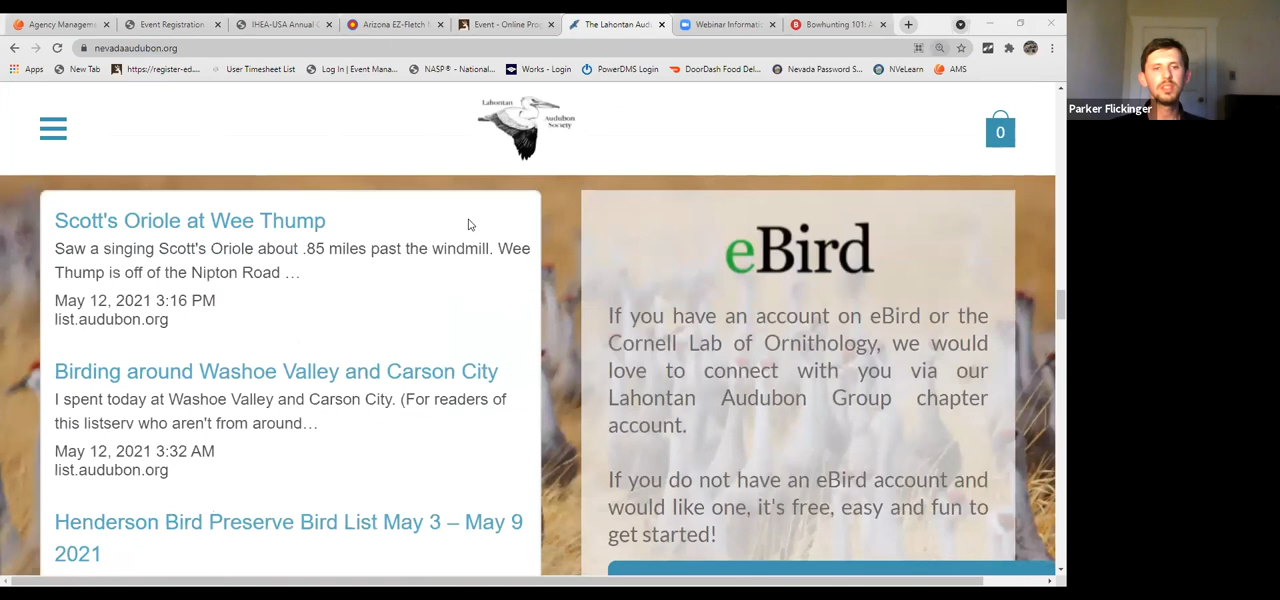 Agency Managem
Event Registration
IHEA-USA Annual C
Arizona EZ-Fletch M
Event - Online Prog
The Lahontan Audu
Webinar Informatio
Bowhunting 101: A
nevadaaudubon.org
Apps
New Tab
https://register-ed....
User Timesheet List
Log In | Event Mana...
NASP® - National...
Works - Login
PowerDMS Login
DoorDash Food Del...
Nevada Password S...
NVeLearn
AMS
Parker Flickinger
Lahontan
Audubon
Society
0
Scott's Oriole at Wee Thump
Saw a singing Scott's Oriole about .85 miles past the windmill. Wee
Thump is off of the Nipton Road …
May 12, 2021 3:16 PM
list.audubon.org
Birding around Washoe Valley and Carson City
I spent today at Washoe Valley and Carson City. (For readers of
this listserv who aren't from around…
May 12, 2021 3:32 AM
list.audubon.org
Henderson Bird Preserve Bird List May 3 – May 9
2021
eBird
If you have an account on eBird or the
Cornell Lab of Ornithology, we would
love to connect with you via our
Lahontan Audubon Group chapter
account.
If you do not have an eBird account and
would like one, it's free, easy and fun to
get started!